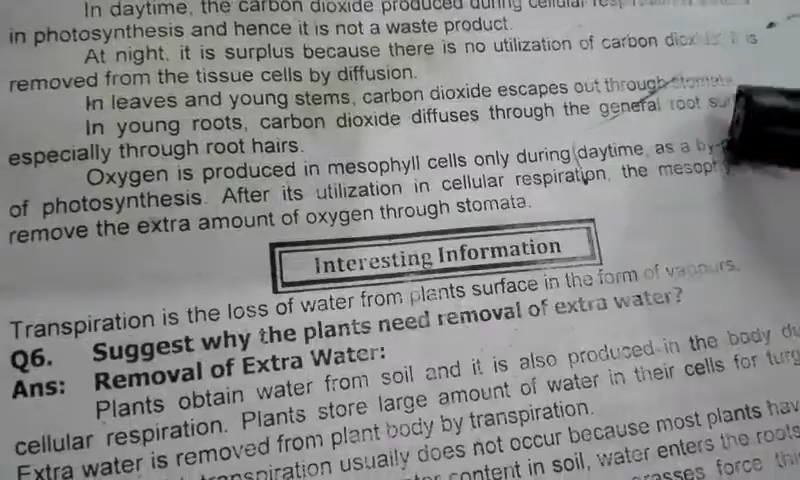 In daytime, the carbon dioxide produced during cellular
in photosynthesis and hence it is not a waste product.
At night, it is surplus because there is no utilization of carbon is
removed from the tissue cells by diffusion.
In leaves and young stems, carbon dioxide escapes out through stomata
In young roots, carbon dioxide diffuses through the general root
especially through root hairs.
Oxygen is produced in mesophyll cells only during daytime, as a
of photosynthesis. After its utilization in cellular respiration, the
remove the extra amount of oxygen through stomata.
Interesting Information
Transpiration is the loss of water from plants surface in the form of vapours.
Q6. Suggest why the plants need removal of extra water?
Ans: Removal of Extra Water:
Plants obtain water from soil and it is also produced in the body
cellular respiration. Plants store large amount of water in their cells for
Extra water is removed from plant body by transpiration.
transpiration usually does not occur because most plants
content in soil, water enters the roots
force